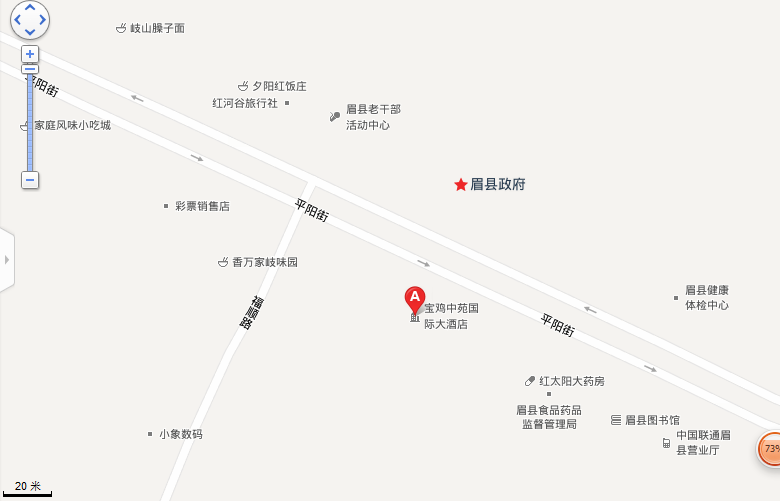 岐山臊子面
夕阳红饭庄
平阳街
红河谷旅行社
眉县老干部
活动中心
家庭风味小吃城
眉县政府
彩票销售店
平阳街
香万家岐味园
眉县健康
体检中心
A
宝鸡中苑国
际大酒店
福顺路
平阳街
红太阳大药房
眉县食品药品
监督管理局
眉县图书馆
小象数码
中国联通眉
县营业厅
73%
20 米